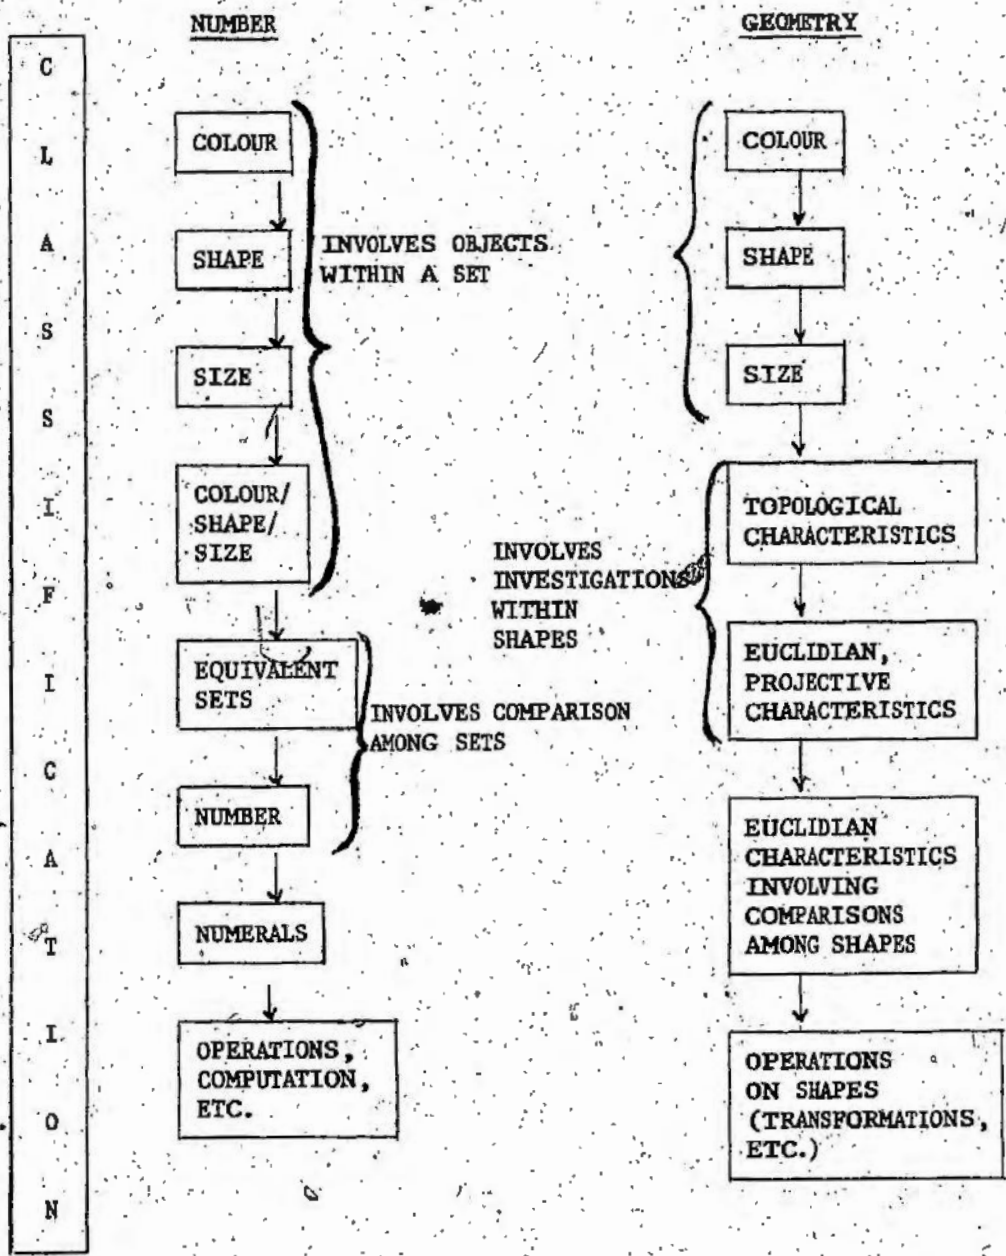 NUMBER
COLOUR
SHAPE
SIZE
COLOUR/
SHAPE/
SIZE
INVOLVES OBJECTS
WITHIN A SET
EQUIVALENT
SETS
NUMBER
INVOLVES COMPARISON
AMONG SETS
NUMERALS
OPERATIONS,
COMPUTATION,
ETC.
GEOMETRY
COLOUR
SHAPE
SIZE
INVOLVES
INVESTIGATIONS
WITHIN
SHAPES
TOPOLOGICAL
CHARACTERISTICS
EUCLIDIAN,
PROJECTIVE
CHARACTERISTICS
EUCLIDIAN
CHARACTERISTICS
INVOLVING
COMPARISONS
AMONG SHAPES
OPERATIONS
ON SHAPES
(TRANSFORMATIONS,
ETC.)
C
L
A
S
S
I
F
I
C
A
T
I
O
N